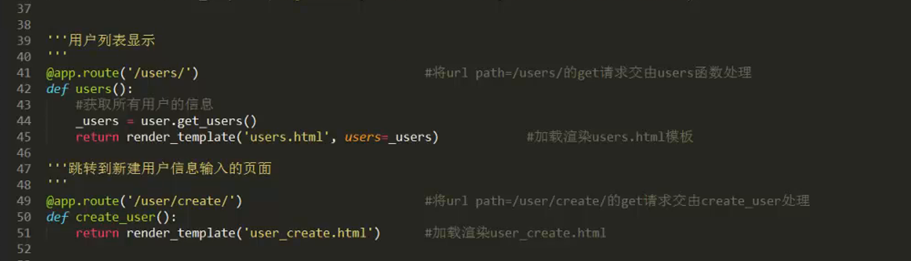 37
38
39 '''用户列表显示
40 '''
41 @app.route('/users/') #将url path=/users/的get请求交由users函数处理
42 def users():
43 #获取所有用户的信息
44 _users = user.get_users()
45 return render_template('users.html', users=_users) #加载渲染users.html模板
46
47 '''跳转到新建用户信息输入的页面
48 '''
49 @app.route('/user/create/') #将url path=/user/create/的get请求交由create_user处理
50 def create_user():
51 return render_template('user_create.html') #加载渲染user_create.html
52